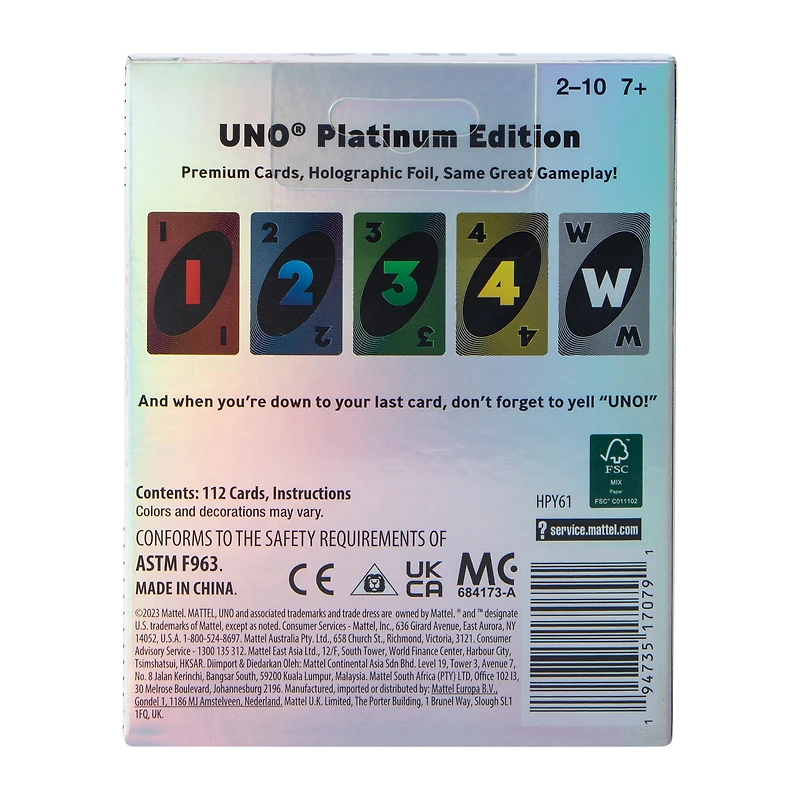 2–10 7+
UNO® Platinum Edition
Premium Cards, Holographic Foil, Same Great Gameplay!
1 2 3 4 W
1 2 3 4 W
1 2 3 4 W
And when you're down to your last card, don't forget to yell “UNO!”
FSC
MIX
Paper
FSC™ C011102
Contents: 112 Cards, Instructions
Colors and decorations may vary.
HPY61
? service.mattel.com
CONFORMS TO THE SAFETY REQUIREMENTS OF
ASTM F963.
MADE IN CHINA.
CE
UK
CA
MC
684173-A
©2023 Mattel. MATTEL, UNO and associated trademarks and trade dress are owned by Mattel. ® and ™ designate
U.S. trademarks of Mattel, except as noted. Consumer Services - Mattel, Inc., 636 Girard Avenue, East Aurora, NY
14052, U.S.A. 1-800-524-8697. Mattel Australia Pty. Ltd., 658 Church St., Richmond, Victoria, 3121. Consumer
Advisory Service - 1300 135 312. Mattel East Asia Ltd., 12/F, South Tower, World Finance Center, Harbour City,
Tsimshatsui, HKSAR. Diimport & Diedarkan Oleh: Mattel Continental Asia Sdn Bhd. Level 19, Tower 3, Avenue 7,
No. 8 Jalan Kerinchi, Bangsar South, 59200 Kuala Lumpur, Malaysia. Mattel South Africa (PTY) LTD, Office 102 I3,
30 Melrose Boulevard, Johannesburg 2196. Manufactured, imported or distributed by: Mattel Europa B.V.,
Gondel 1, 1186 MJ Amstelveen, Nederland. Mattel U.K. Limited, The Porter Building, 1 Brunel Way, Slough SL1
1FQ, UK.
1 94735 17079 1